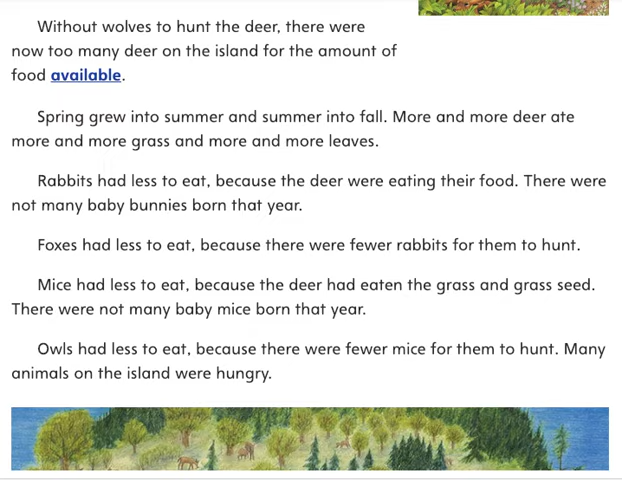 Without wolves to hunt the deer, there were
now too many deer on the island for the amount of
food available.
Spring grew into summer and summer into fall. More and more deer ate
more and more grass and more and more leaves.
Rabbits had less to eat, because the deer were eating their food. There were
not many baby bunnies born that year.
Foxes had less to eat, because there were fewer rabbits for them to hunt.
Mice had less to eat, because the deer had eaten the grass and grass seed.
There were not many baby mice born that year.
Owls had less to eat, because there were fewer mice for them to hunt. Many
animals on the island were hungry.